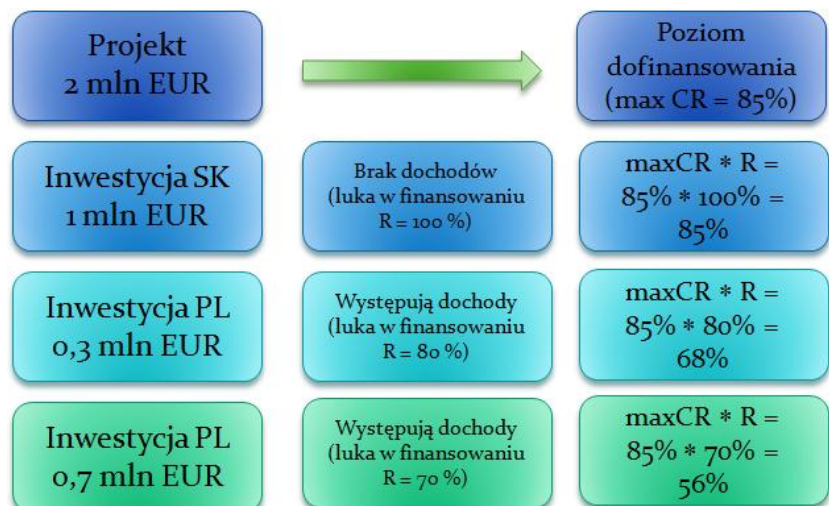 Projekt
2 mln EUR
Poziom
dofinansowania
(max CR = 85%)
Inwestycja SK
1 mln EUR
Brak dochodów
(luka w finansowaniu
R = 100 %)
maxCR * R =
85% * 100% =
85%
Inwestycja PL
0,3 mln EUR
Występują dochody
(luka w finansowaniu
R = 80 %)
maxCR * R =
85% * 80% =
68%
Inwestycja PL
0,7 mln EUR
Występują dochody
(luka w finansowaniu
R = 70 %)
maxCR * R =
85% * 70% =
56%